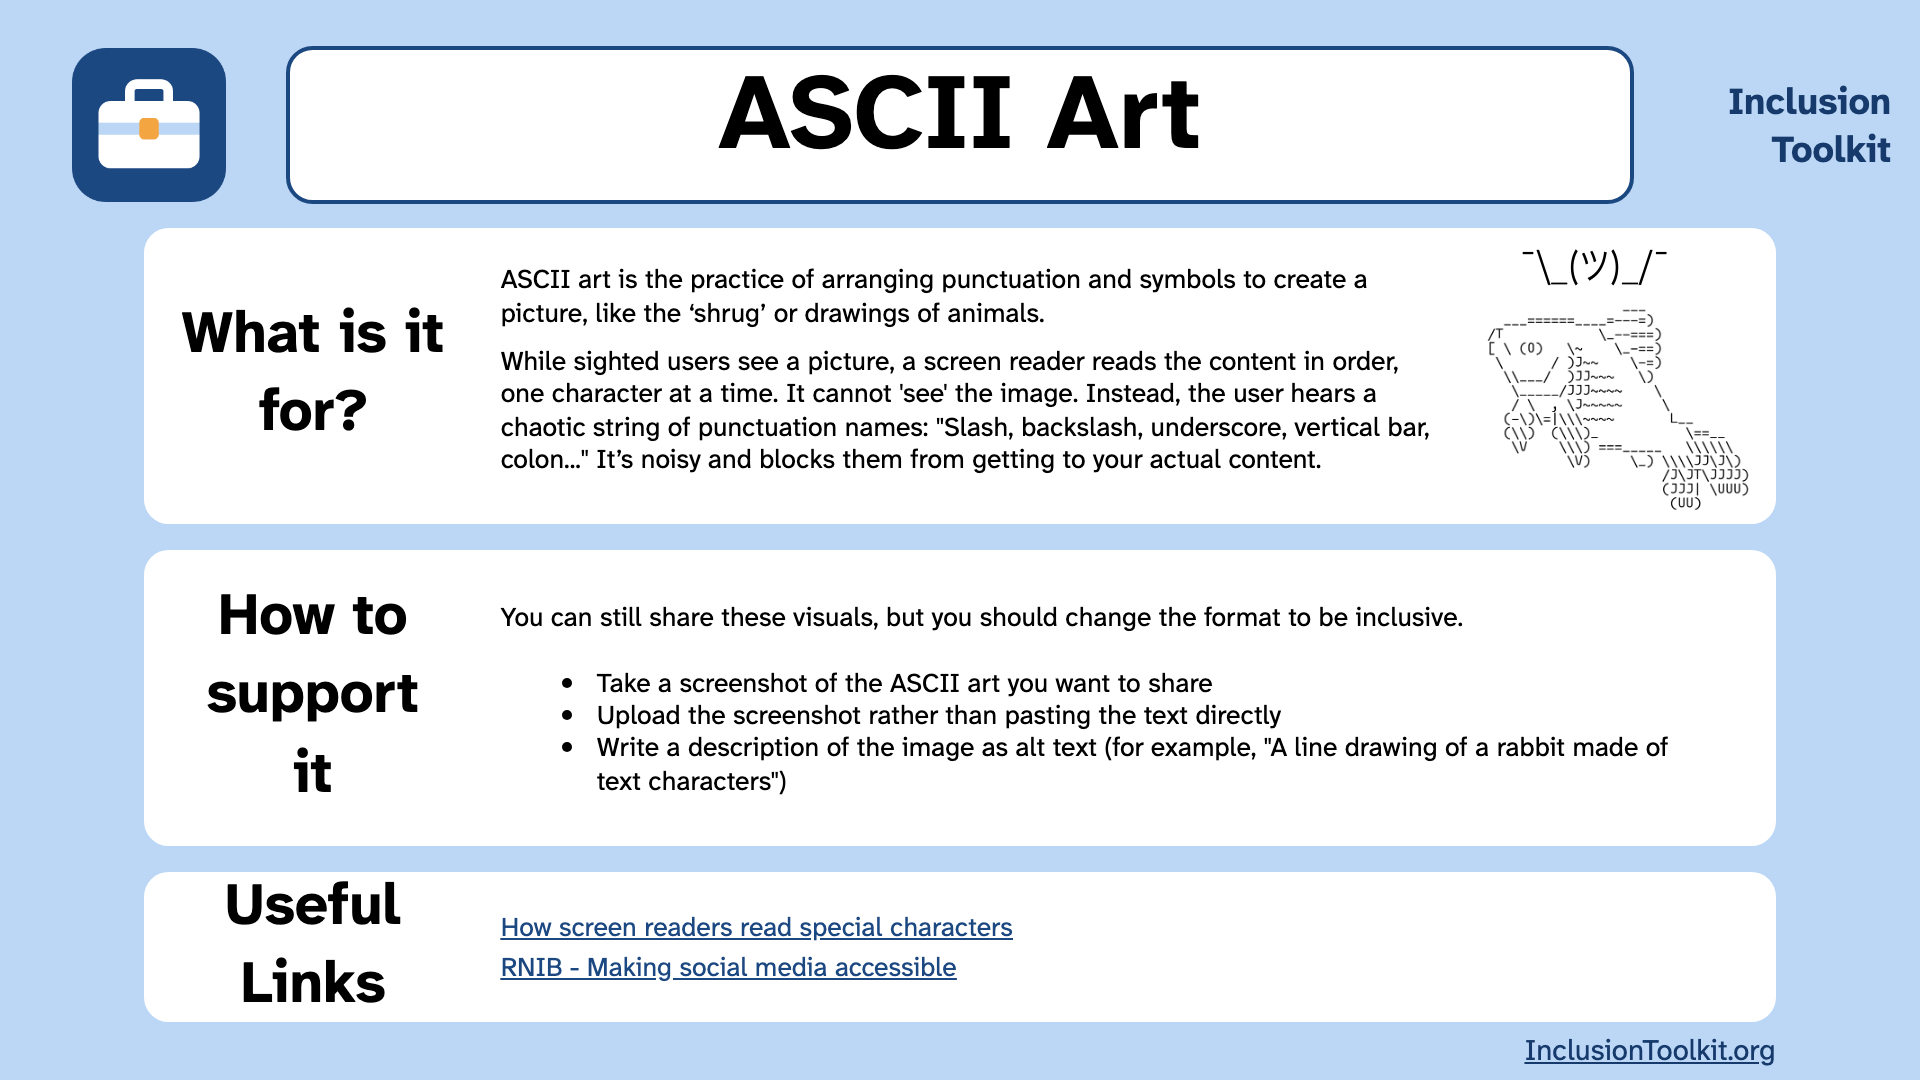 ASCII Art
Inclusion
Toolkit
What is it
for?
ASCII art is the practice of arranging punctuation and symbols to create a
picture, like the ‘shrug’ or drawings of animals.
While sighted users see a picture, a screen reader reads the content in order,
one character at a time. It cannot 'see' the image. Instead, the user hears a
chaotic string of punctuation names: "Slash, backslash, underscore, vertical bar,
colon..." It’s noisy and blocks them from getting to your actual content.
¯\_(ツ)_/¯
How to
support
it
You can still share these visuals, but you should change the format to be inclusive.
• Take a screenshot of the ASCII art you want to share
• Upload the screenshot rather than pasting the text directly
• Write a description of the image as alt text (for example, "A line drawing of a rabbit made of
text characters")
Useful
Links
How screen readers read special characters
RNIB - Making social media accessible
InclusionToolkit.org